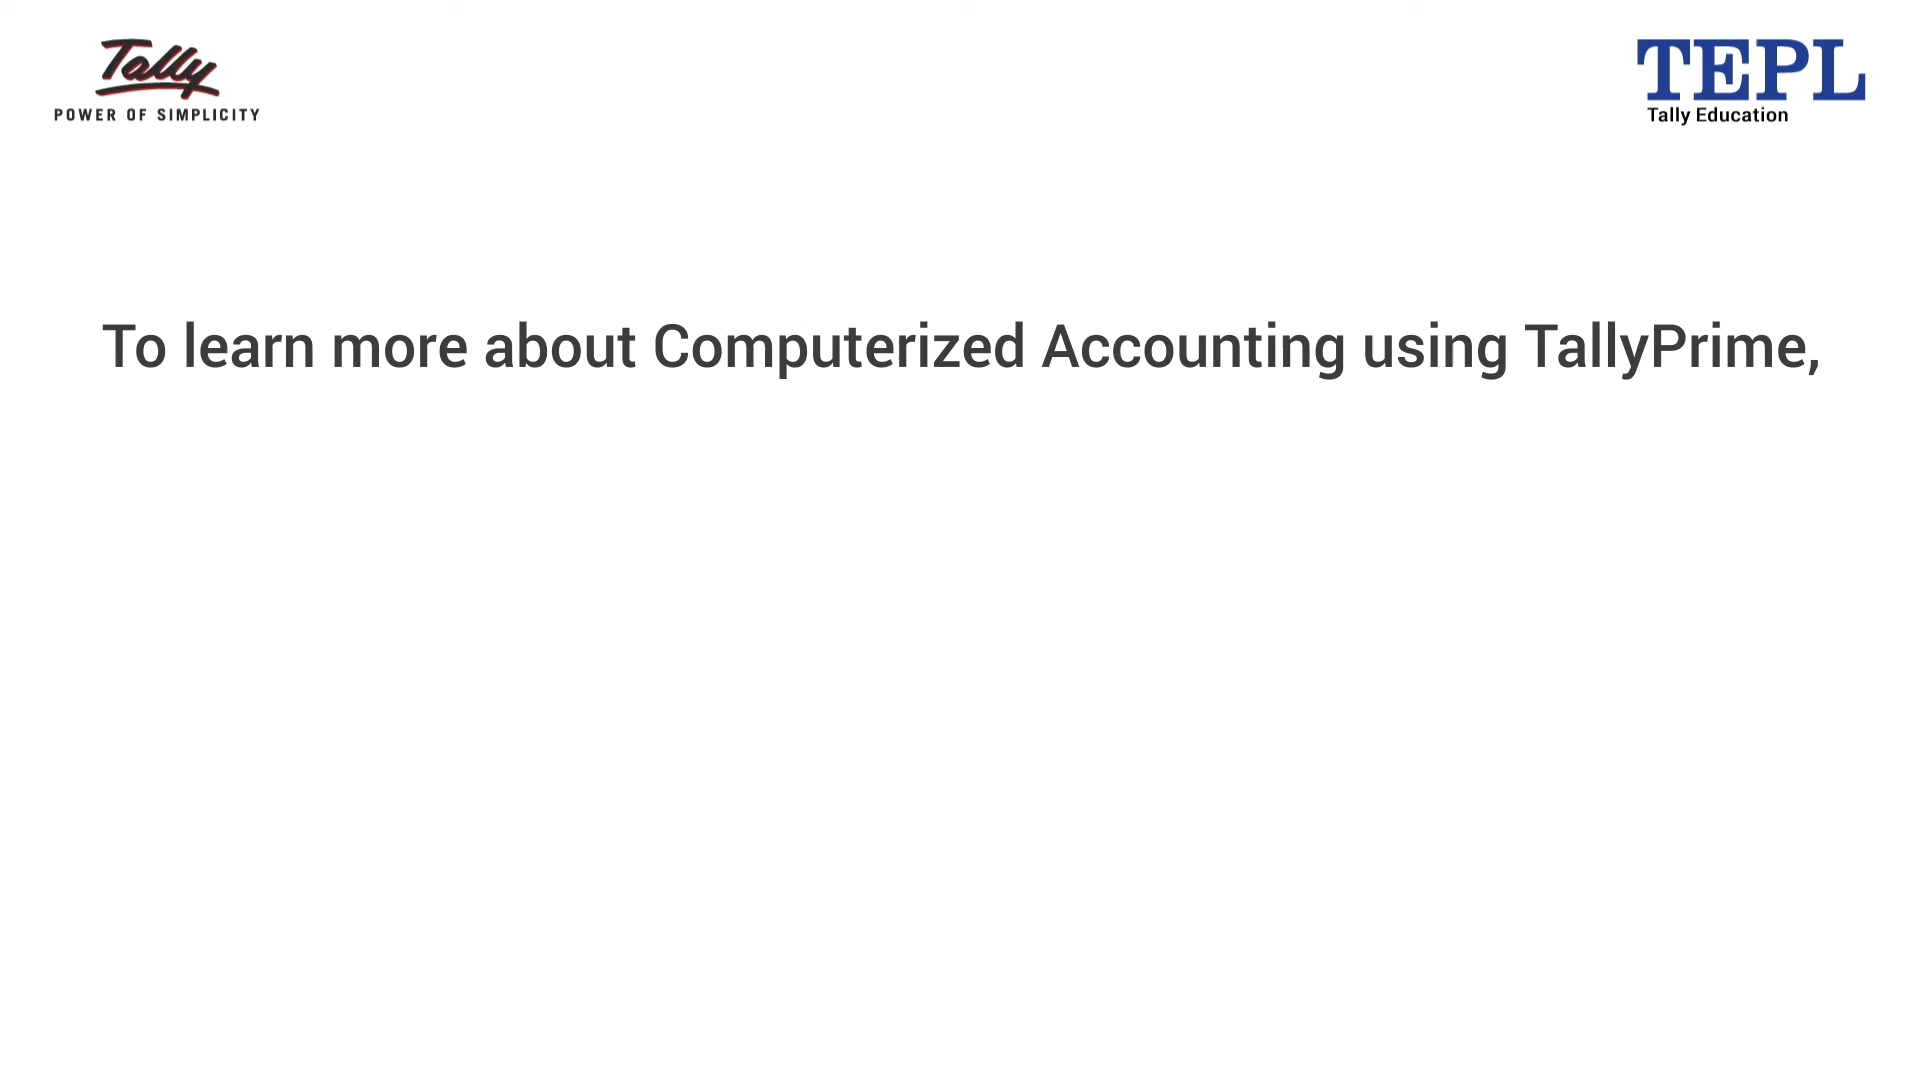 Tally
POWER OF SIMPLICITY
TEPL
Tally Education
To learn more about Computerized Accounting using TallyPrime,